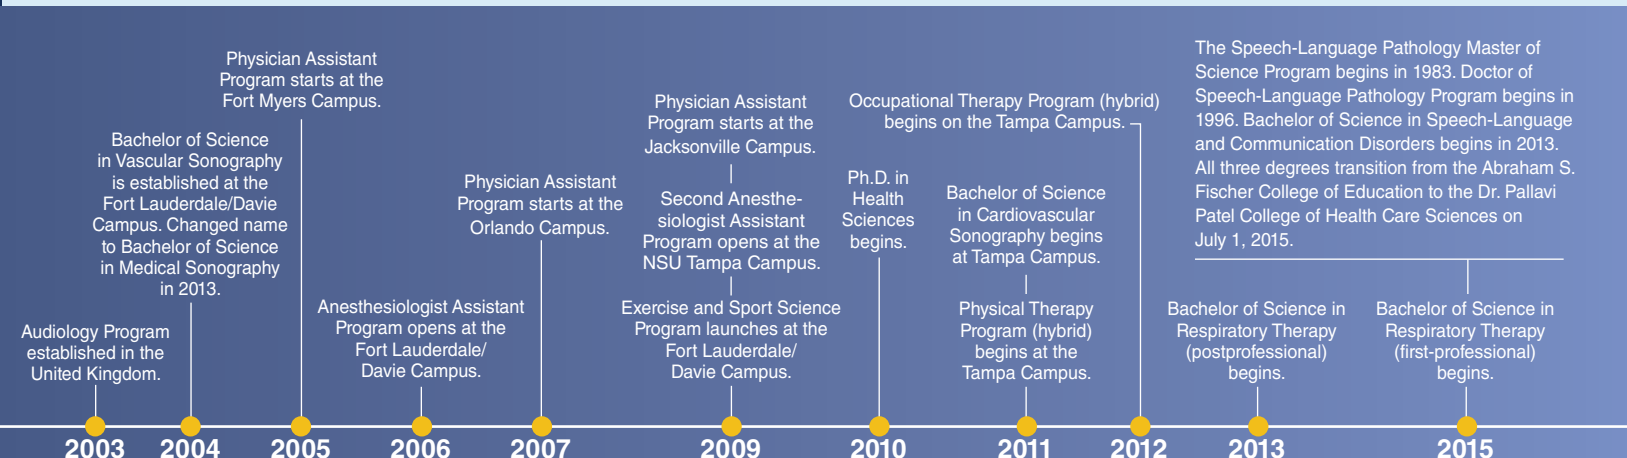 Audiology Program
established in the
United Kingdom.
2003
Bachelor of Science
in Vascular Sonography
is established at the
Fort Lauderdale/Davie
Campus. Changed name
to Bachelor of Science
in Medical Sonography
in 2013.
2004
Physician Assistant
Program starts at the
Fort Myers Campus.
2005
Anesthesiologist Assistant
Program opens at the
Fort Lauderdale/
Davie Campus.
2006
Physician Assistant
Program starts at the
Orlando Campus.
2007
Physician Assistant
Program starts at the
Jacksonville Campus.
Second Anesthe-
siologist Assistant
Program opens at the
NSU Tampa Campus.
Exercise and Sport Science
Program launches at the
Fort Lauderdale/
Davie Campus.
2009
Ph.D. in
Health
Sciences
begins.
2010
Bachelor of Science
in Cardiovascular
Sonography begins
at Tampa Campus.
Physical Therapy
Program (hybrid)
begins at the
Tampa Campus.
2011
Occupational Therapy Program (hybrid)
begins on the Tampa Campus.
2012
Bachelor of Science in
Respiratory Therapy
(postprofessional)
begins.
2013
The Speech-Language Pathology Master of
Science Program begins in 1983. Doctor of
Speech-Language Pathology Program begins in
1996. Bachelor of Science in Speech-Language
and Communication Disorders begins in 2013.
All three degrees transition from the Abraham S.
Fischer College of Education to the Dr. Pallavi
Patel College of Health Care Sciences on
July 1, 2015.
Bachelor of Science in
Respiratory Therapy
(first-professional)
begins.
2015